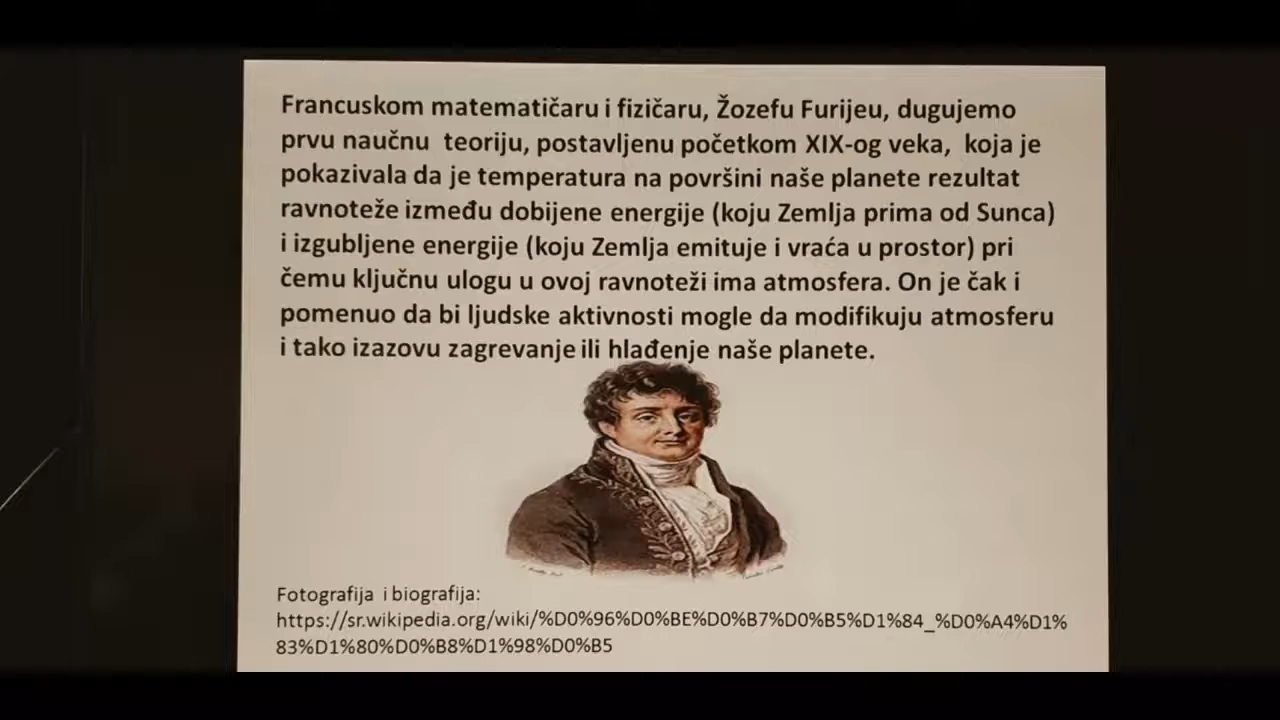 Francuskom matematičaru i fizičaru, Žozefu Furijeu, dugujemo
prvu naučnu teoriju, postavljenu početkom XIX-og veka, koja je
pokazivala da je temperatura na površini naše planete rezultat
ravnoteže između dobijene energije (koju Zemlja prima od Sunca)
i izgubljene energije (koju Zemlja emituje i vraća u prostor) pri
čemu ključnu ulogu u ovoj ravnoteži ima atmosfera. On je čak i
pomenuo da bi ljudske aktivnosti mogle da modifikuju atmosferu
i tako izazovu zagrevanje ili hlađenje naše planete.
Fotografija i biografija:
https://sr.wikipedia.org/wiki/%D0%96%D0%BE%D0%B7%D0%B5%D1%84_%D0%A4%D1%
83%D1%80%D0%B8%D1%98%D0%B5